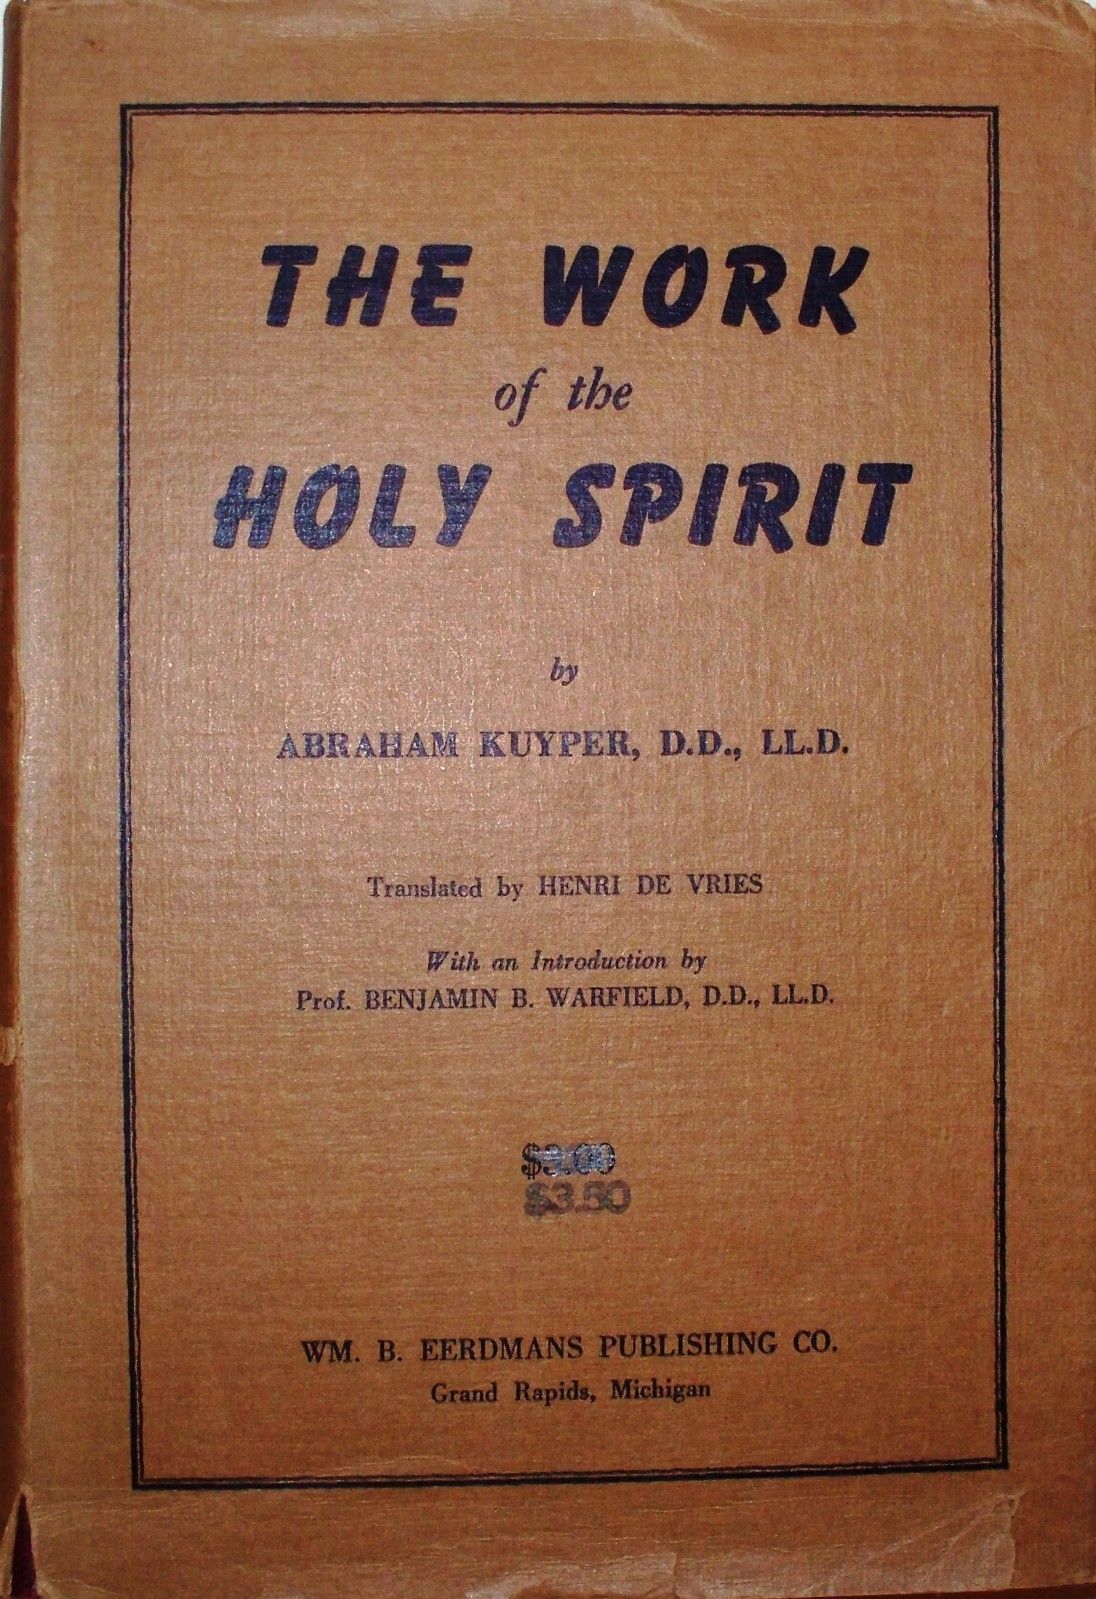 THE WORK
of the
HOLY SPIRIT
by
ABRAHAM KUYPER, D.D., LL.D.
Translated by HENRI DE VRIES
With an Introduction by
Prof. BENJAMIN B. WARFIELD, D.D., LL.D.
$3.00
$3.50
WM. B. EERDMANS PUBLISHING CO.
Grand Rapids, Michigan